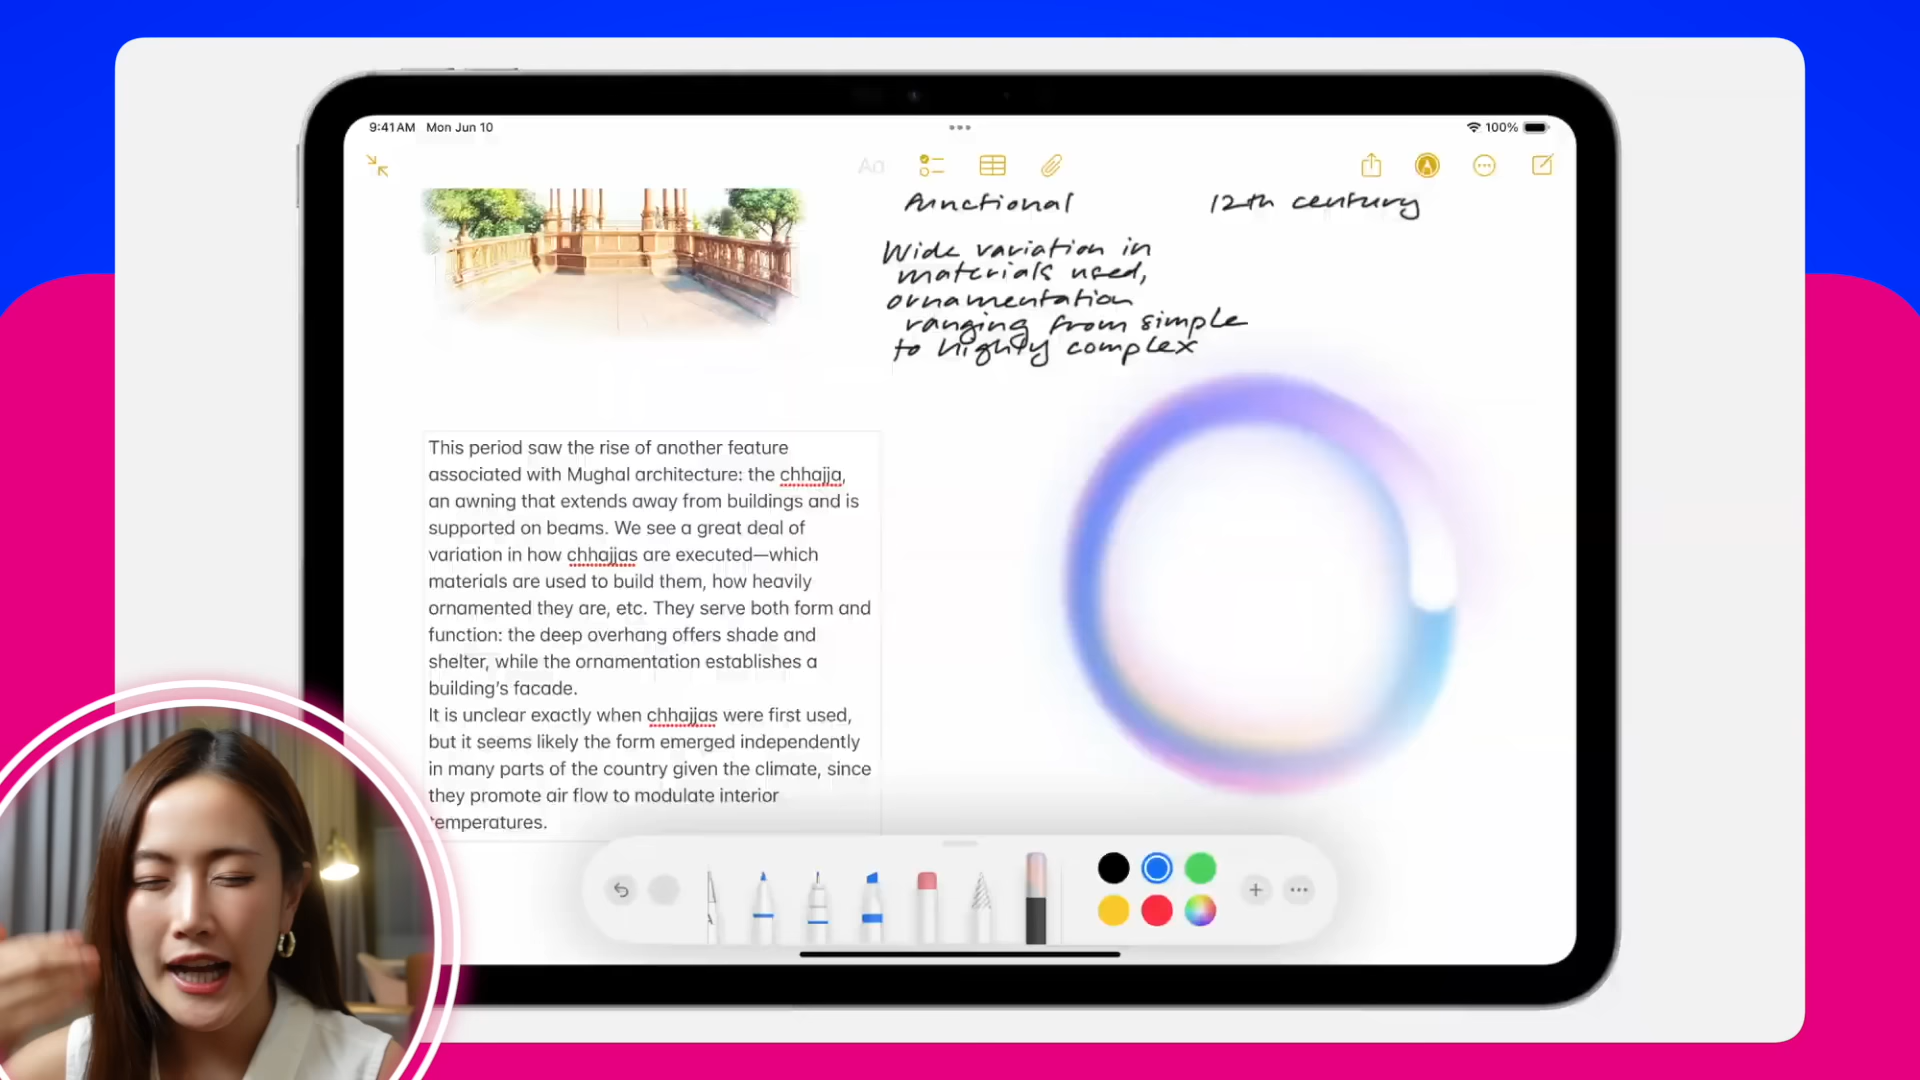 9:41 AM Mon Jun 10
100%
Aa
functional
12th century
Wide variation in
materials used,
ornamentation
ranging from simple
to highly complex
This period saw the rise of another feature
associated with Mughal architecture: the chhajja,
an awning that extends away from buildings and is
supported on beams. We see a great deal of
variation in how chhajjas are executed—which
materials are used to build them, how heavily
ornamented they are, etc. They serve both form and
function: the deep overhang offers shade and
shelter, while the ornamentation establishes a
building’s facade.
It is unclear exactly when chhajjas were first used,
but it seems likely the form emerged independently
in many parts of the country given the climate, since
they promote air flow to modulate interior
temperatures.
A